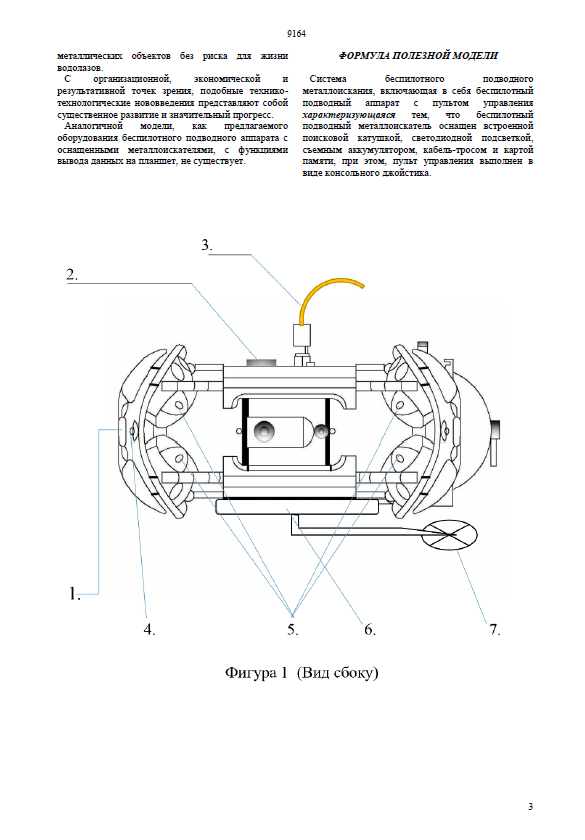 9164
металлических объектов без риска для жизни
водолазов.
С организационной, экономической и
результативной точек зрения, подобные технико-
технологические нововведения представляют собой
существенное развитие и значительный прогресс.
Аналогичной модели, как предлагаемого
оборудования беспилотного подводного аппарата с
оснащенными металлоискателями, с функциями
вывода данных на планшет, не существует.
ФОРМУЛА ПОЛЕЗНОЙ МОДЕЛИ
Система беспилотного подводного
металлоискания, включающая в себя беспилотный
подводный аппарат с пультом управления
характеризующаяся тем, что беспилотный
подводный металлоискатель оснащен встроенной
поисковой катушкой, светодиодной подсветкой,
съемным аккумулятором, кабель-тросом и картой
памяти, при этом, пульт управления выполнен в
виде консольного джойстика.
3.
2.
1.
4.
5.
6.
7.
Фигура 1 (Вид сбоку)
3